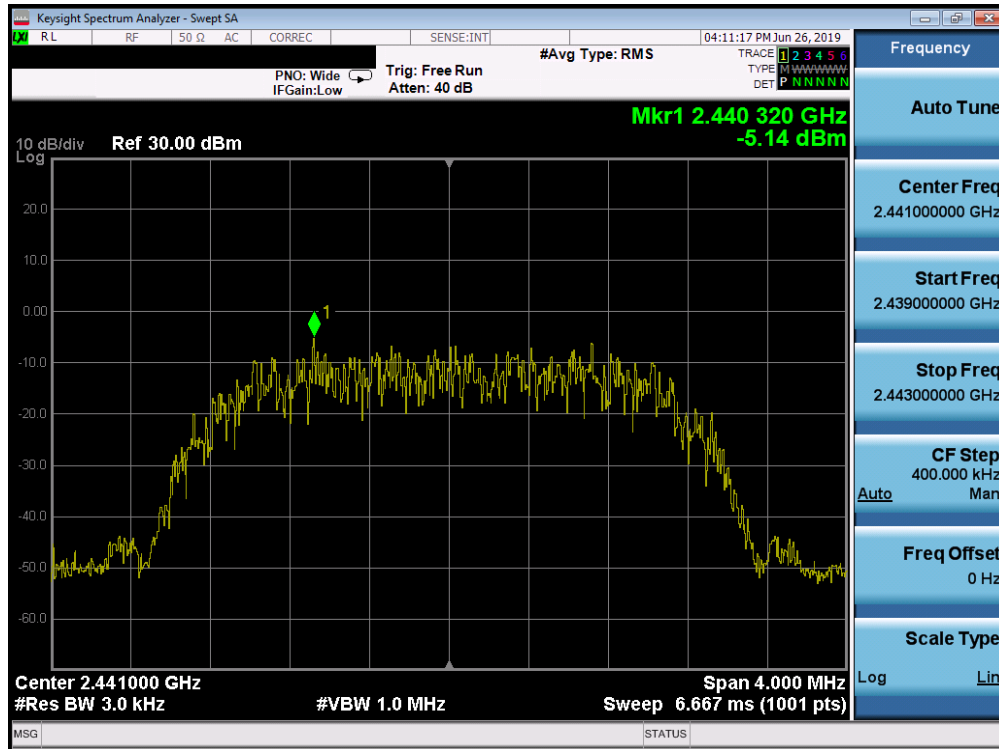 Keysight Spectrum Analyzer - Swept SA
LXI RL RF 50 Ω AC CORREC SENSE:INT 04:11:17 PM Jun 26, 2019
PNO: Wide Trig: Free Run #Avg Type: RMS TRACE 1 2 3 4 5 6
IFGain:Low Atten: 40 dB TYPE M W W W W W
DET P N N N N N
Mkr1 2.440 320 GHz
-5.14 dBm
10 dB/div Ref 30.00 dBm
Log
20.0
10.0
0.00
1
-10.0
-20.0
-30.0
-40.0
-50.0
-60.0
Center 2.441000 GHz Span 4.000 MHz
#Res BW 3.0 kHz #VBW 1.0 MHz Sweep 6.667 ms (1001 pts)
MSG STATUS
Frequency
Auto Tune
Center Freq
2.441000000 GHz
Start Freq
2.439000000 GHz
Stop Freq
2.443000000 GHz
CF Step
400.000 kHz
Auto Man
Freq Offset
0 Hz
Scale Type
Log Lin